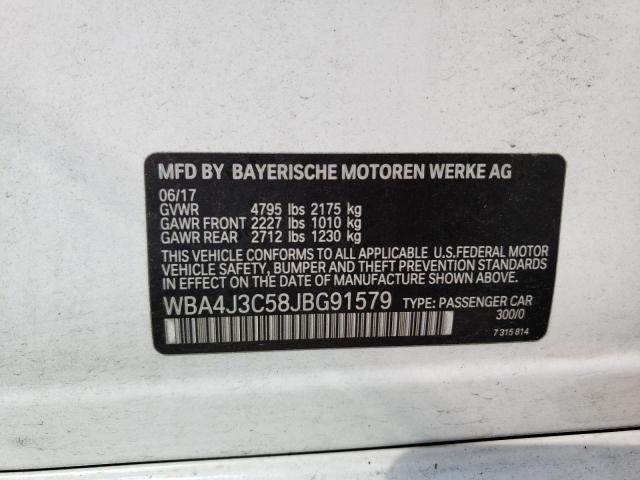 MFD BY BAYERISCHE MOTOREN WERKE AG
06/17
GVWR 4795 lbs 2175 kg
GAWR FRONT 2227 lbs 1010 kg
GAWR REAR 2712 lbs 1230 kg
THIS VEHICLE CONFORMS TO ALL APPLICABLE U.S.FEDERAL MOTOR
VEHICLE SAFETY, BUMPER AND THEFT PREVENTION STANDARDS
IN EFFECT ON THE DATE OF MANUFACTURE SHOWN ABOVE.
WBA4J3C58JBG91579 TYPE: PASSENGER CAR
300/0
7 315 814